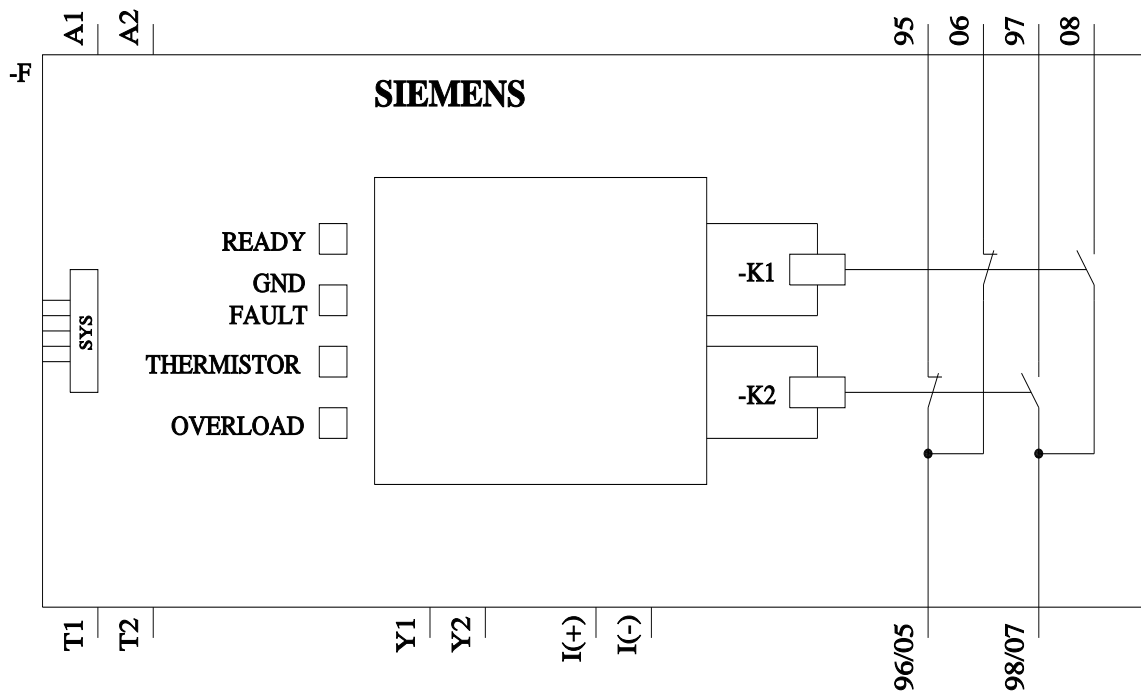 A1
A2
95
06
97
08
-F
SIEMENS
READY
GND
FAULT
THERMISTOR
OVERLOAD
SYS
-K1
-K2
T1
T2
Y1
Y2
I(+)
I(-)
96/05
98/07